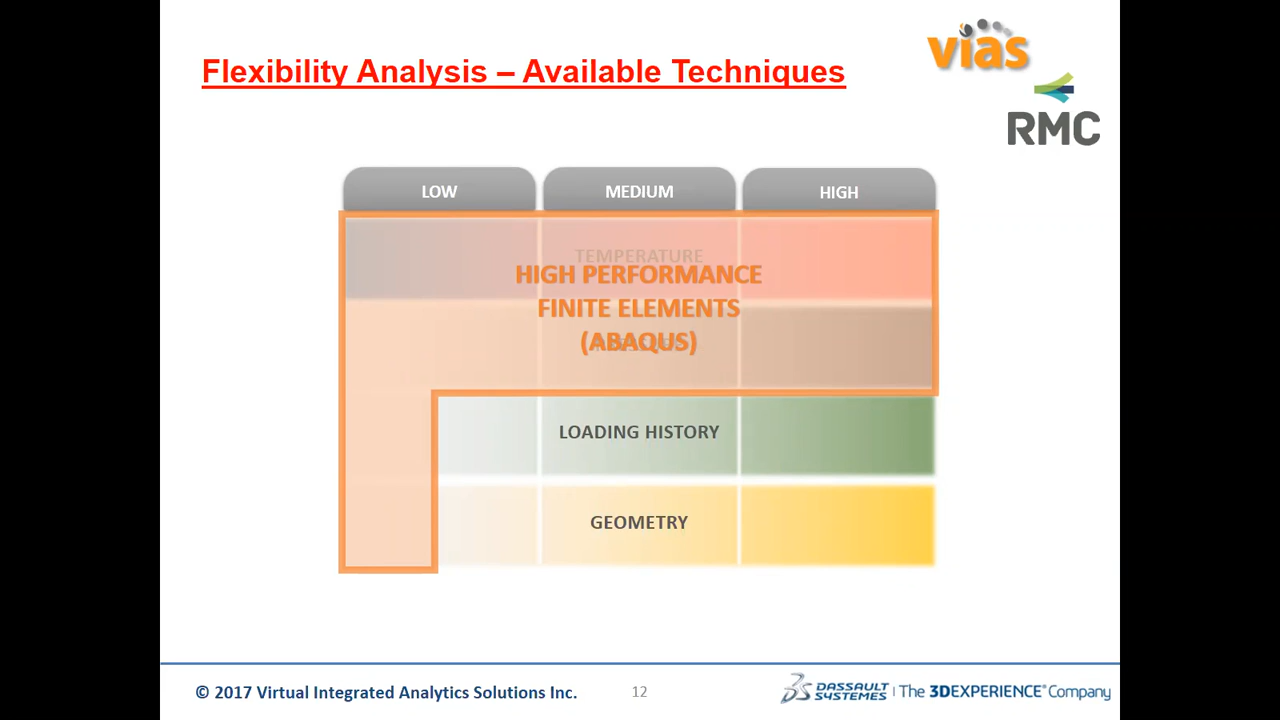 Flexibility Analysis – Available Techniques
vias
RMC
LOW
MEDIUM
HIGH
TEMPERATURE
HIGH PERFORMANCE
FINITE ELEMENTS
(ABAQUS)
PRESSURE
LOADING HISTORY
GEOMETRY
© 2017 Virtual Integrated Analytics Solutions Inc.
12
DASSAULT SYSTEMES | The 3DEXPERIENCE® Company